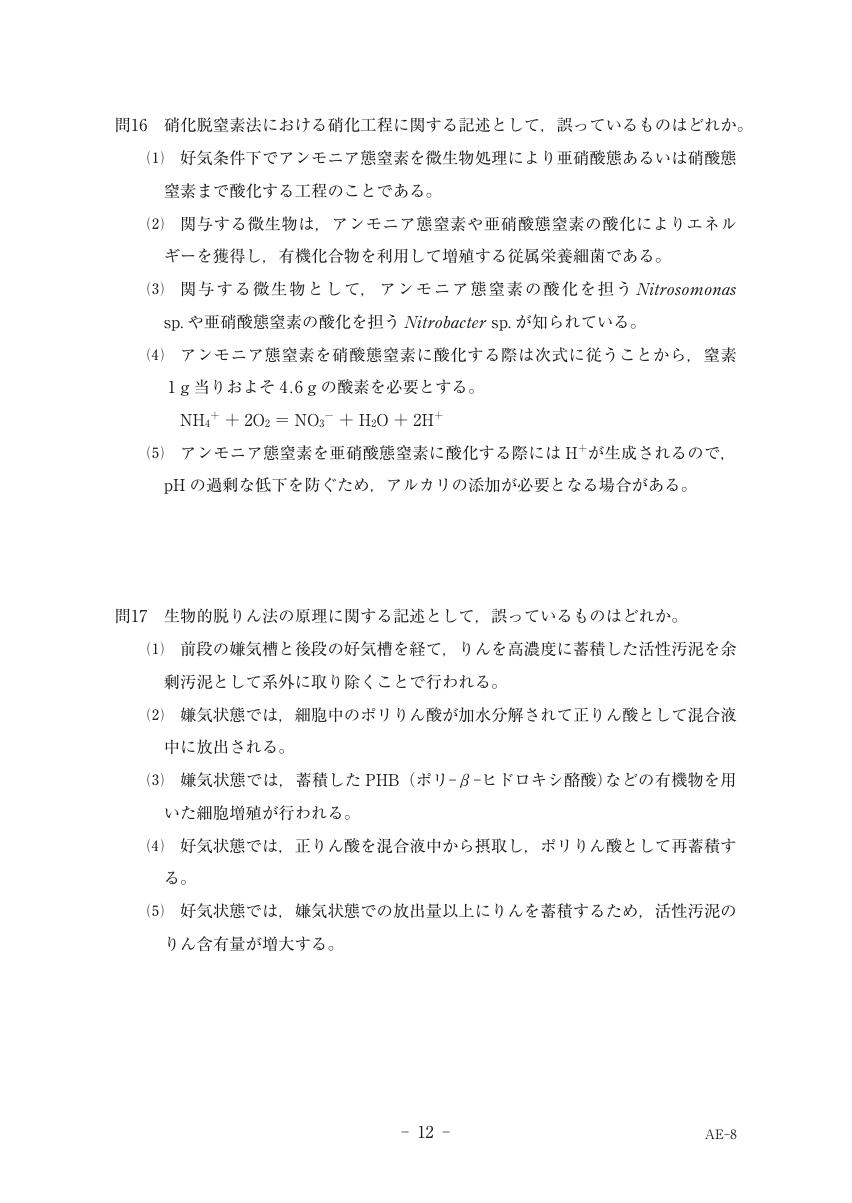 問16　硝化脱窒素法における硝化工程に関する記述として，誤っているものはどれか。
⑴　好気条件下でアンモニア態窒素を微生物処理により亜硝酸態あるいは硝酸態
窒素まで酸化する工程のことである。
⑵　関与する微生物は，アンモニア態窒素や亜硝酸態窒素の酸化によりエネル
ギーを獲得し，有機化合物を利用して増殖する従属栄養細菌である。
⑶　関与する微生物として，アンモニア態窒素の酸化を担う Nitrosomonas
sp. や亜硝酸態窒素の酸化を担う Nitrobacter sp. が知られている。
⑷　アンモニア態窒素を硝酸態窒素に酸化する際は次式に従うことから，窒素
1 g 当りおよそ 4.6 g の酸素を必要とする。
NH₄⁺ + 2O₂ = NO₃⁻ + H₂O + 2H⁺
⑸　アンモニア態窒素を亜硝酸態窒素に酸化する際には H⁺が生成されるので，
pH の過剰な低下を防ぐため，アルカリの添加が必要となる場合がある。
問17　生物的脱りん法の原理に関する記述として，誤っているものはどれか。
⑴　前段の嫌気槽と後段の好気槽を経て，りんを高濃度に蓄積した活性汚泥を余
剰汚泥として系外に取り除くことで行われる。
⑵　嫌気状態では，細胞中のポリりん酸が加水分解されて正りん酸として混合液
中に放出される。
⑶　嫌気状態では，蓄積した PHB（ポリ-β-ヒドロキシ酪酸）などの有機物を用
いた細胞増殖が行われる。
⑷　好気状態では，正りん酸を混合液中から摂取し，ポリりん酸として再蓄積す
る。
⑸　好気状態では，嫌気状態での放出量以上にりんを蓄積するため，活性汚泥の
りん含有量が増大する。
- 12 -
AE-8